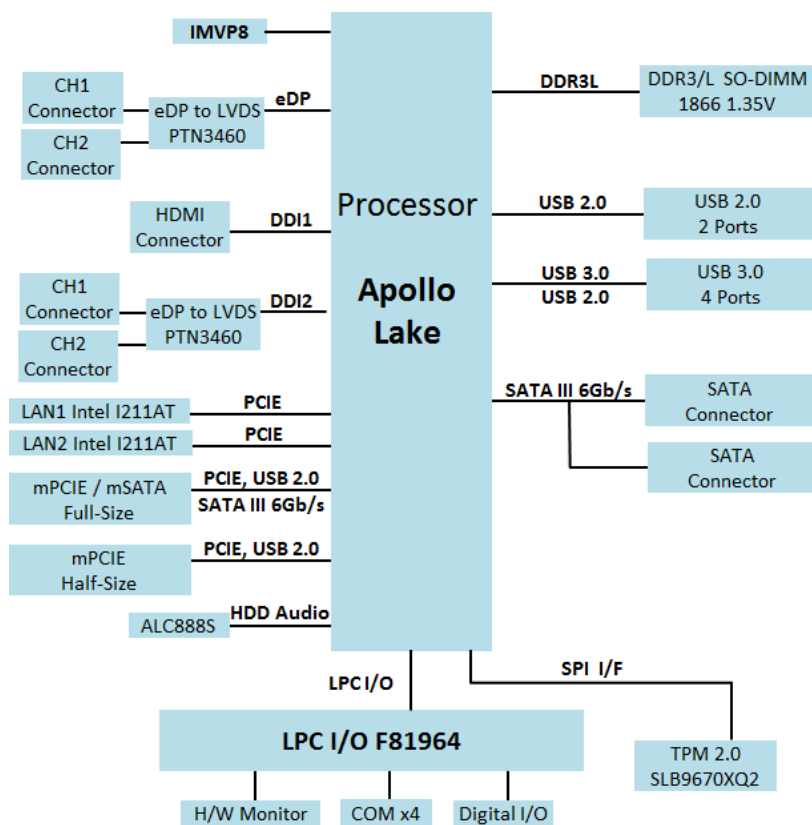 IMVP8
CH1
Connector
CH2
Connector
eDP to LVDS
PTN3460
eDP
HDMI
Connector
DDI1
CH1
Connector
CH2
Connector
eDP to LVDS
PTN3460
DDI2
LAN1 Intel I211AT
PCIE
LAN2 Intel I211AT
PCIE
mPCIE / mSATA
Full-Size
PCIE, USB 2.0
SATA III 6Gb/s
mPCIE
Half-Size
PCIE, USB 2.0
ALC888S
HDD Audio
Processor
Apollo
Lake
DDR3L
DDR3/L SO-DIMM
1866 1.35V
USB 2.0
USB 2.0
2 Ports
USB 3.0
USB 2.0
USB 3.0
4 Ports
SATA III 6Gb/s
SATA
Connector
SATA
Connector
LPC I/O
SPI I/F
LPC I/O F81964
TPM 2.0
SLB9670XQ2
H/W Monitor
COM x4
Digital I/O